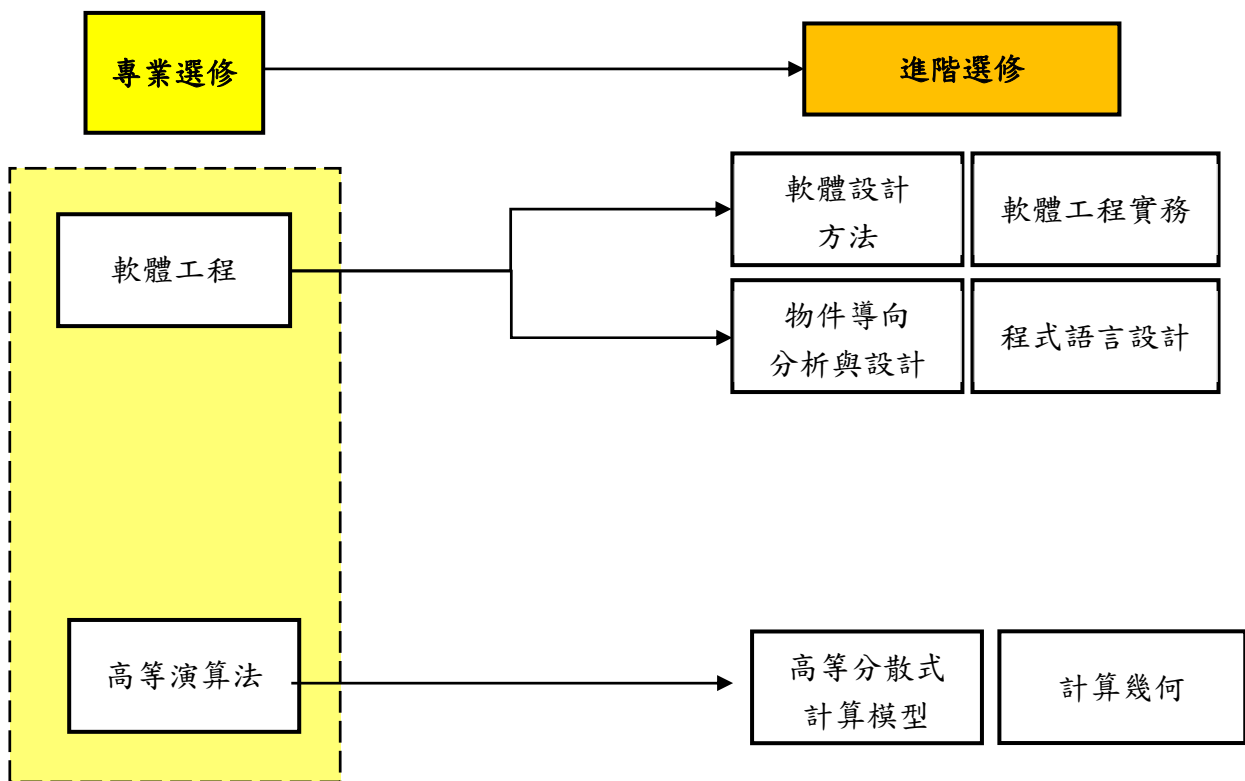 專業選修
進階選修
軟體工程
軟體設計
方法
軟體工程實務
物件導向
分析與設計
程式語言設計
高等演算法
高等分散式
計算模型
計算幾何